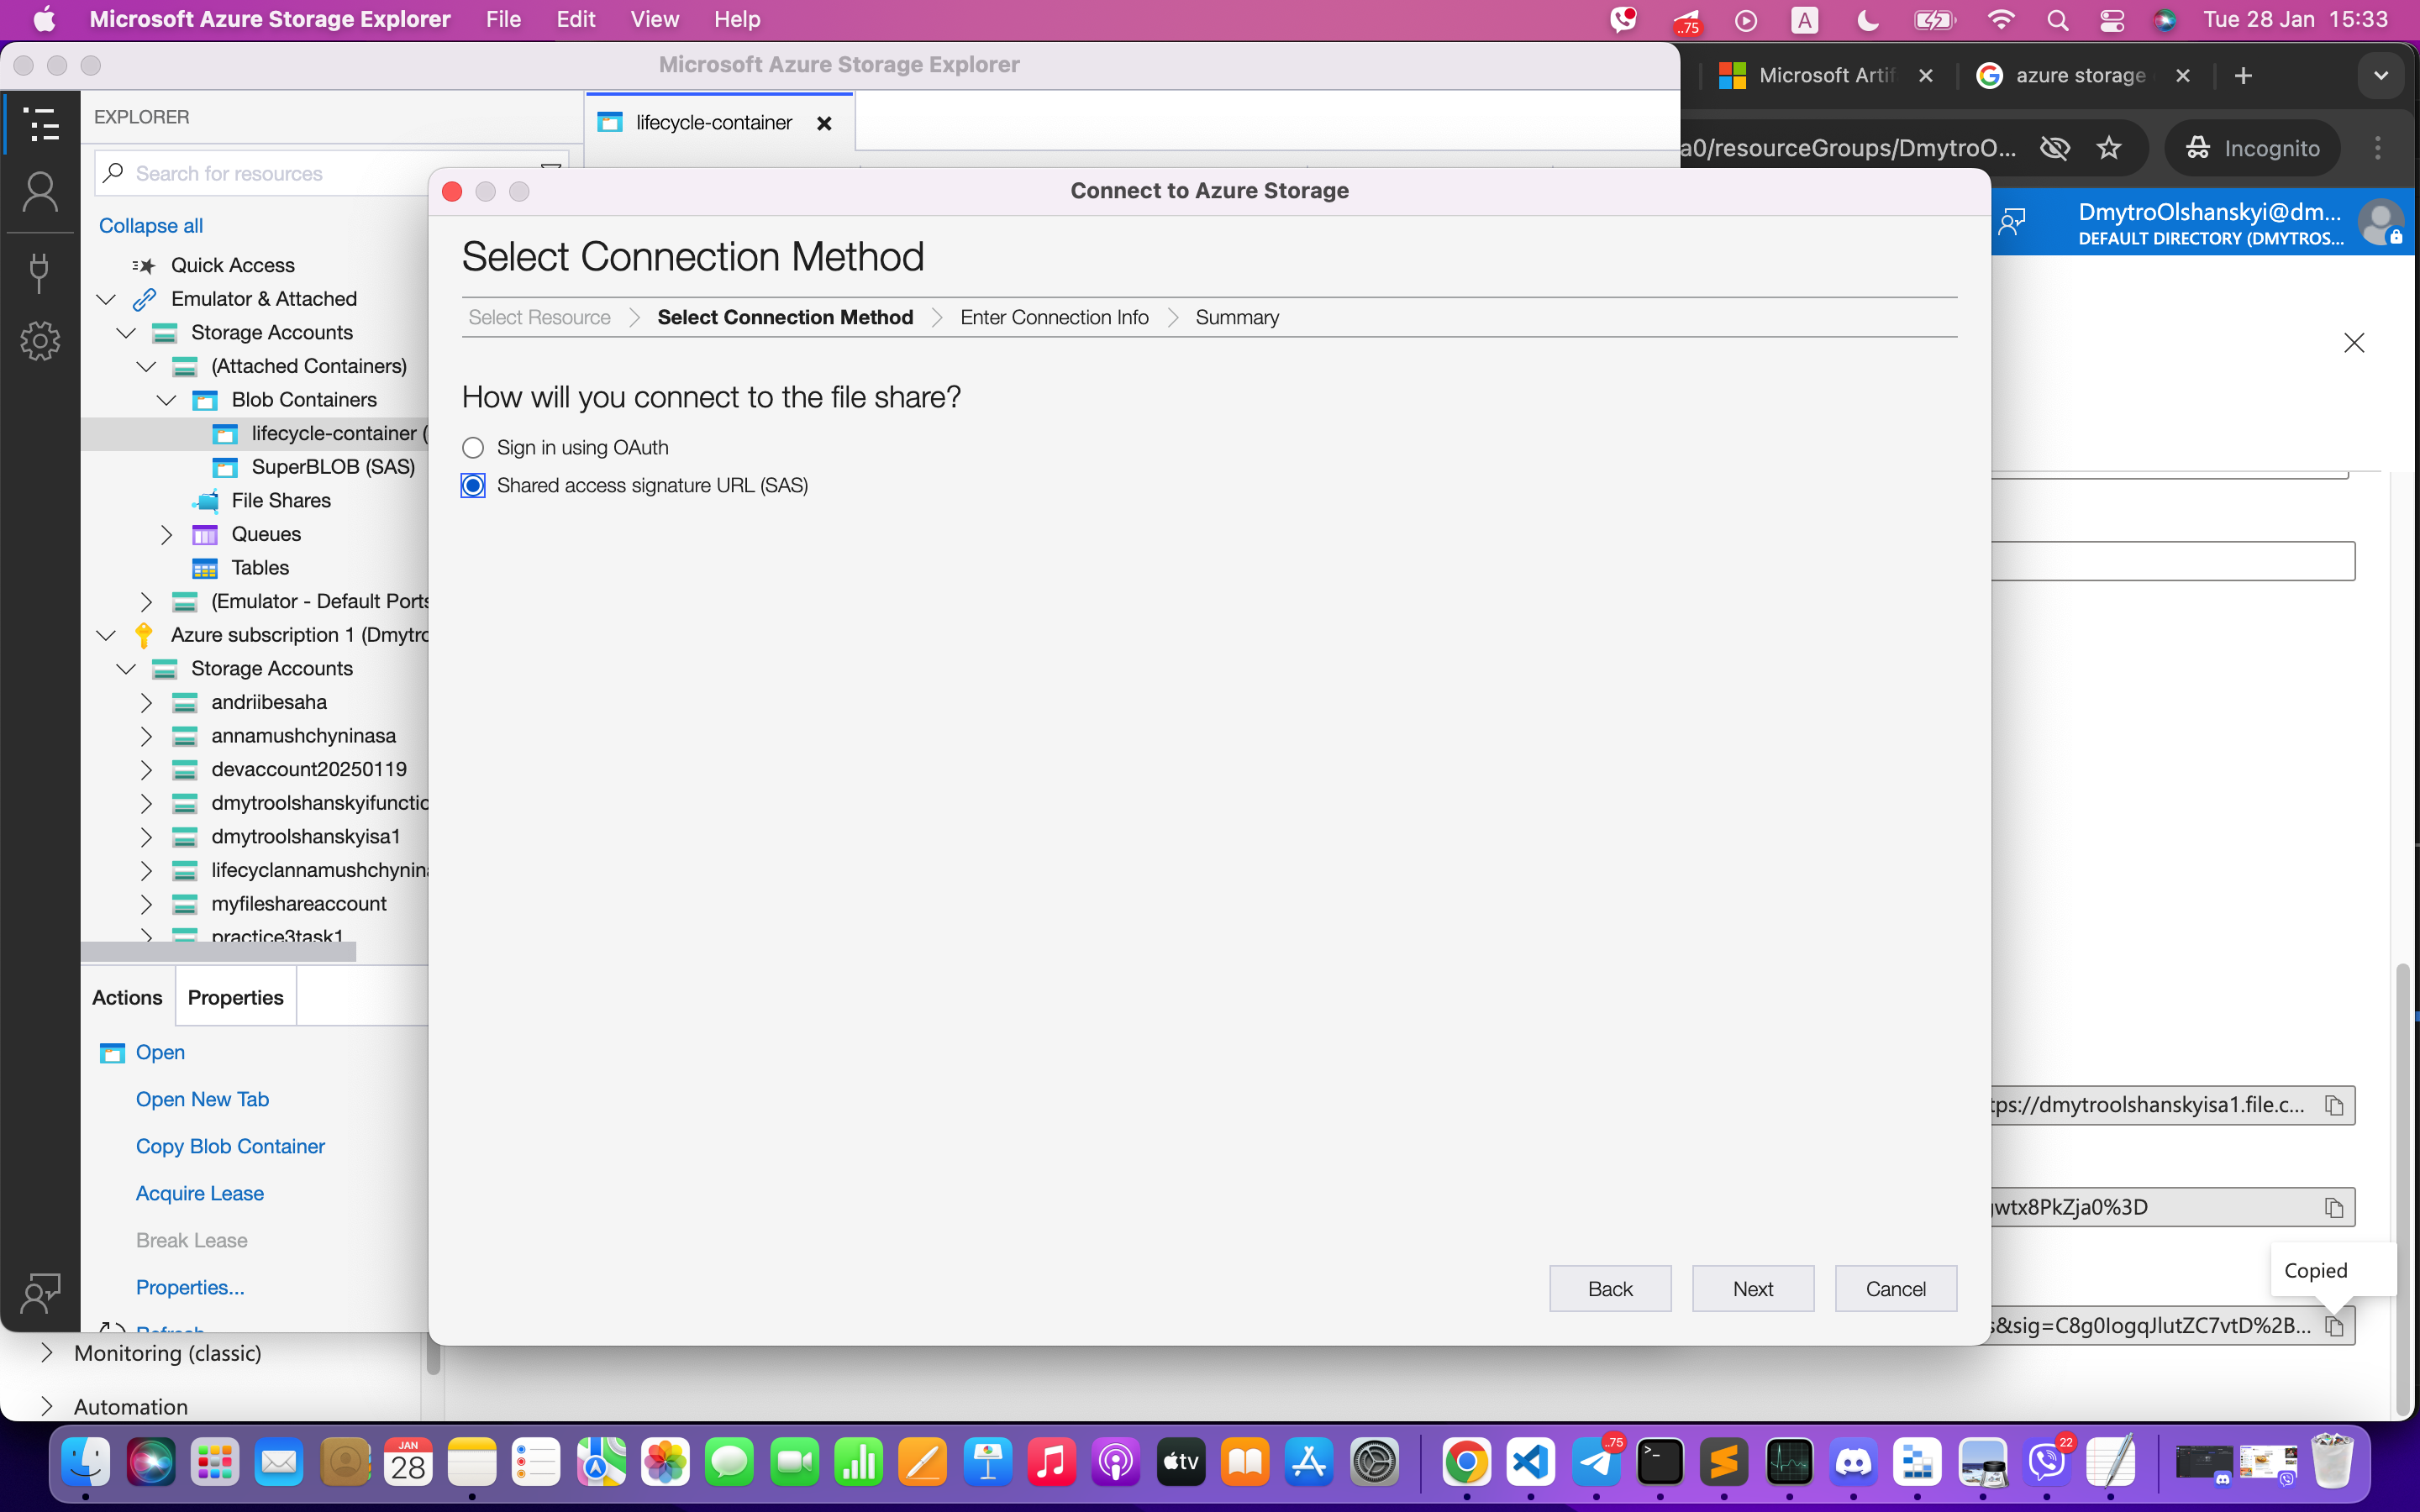 Microsoft Azure Storage Explorer File Edit View Help
..75 A Tue 28 Jan 15:33
Microsoft Azure Storage Explorer
Microsoft Artif
azure storage
EXPLORER
lifecycle-container
a0/resourceGroups/DmytroO...
Incognito
Search for resources
Connect to Azure Storage
DmytroOlshanskyi@dm...
DEFAULT DIRECTORY (DMYTROS...
Collapse all
Quick Access
Emulator & Attached
Storage Accounts
(Attached Containers)
Blob Containers
lifecycle-container (
SuperBLOB (SAS)
File Shares
Queues
Tables
(Emulator - Default Ports
Azure subscription 1 (Dmytro
Storage Accounts
andriibesaha
annamushchyninasa
devaccount20250119
dmytroolshanskyifunctio
dmytroolshanskyisa1
lifecyclannamushchynina
myfileshareaccount
practice3task1
Actions
Properties
Open
Open New Tab
Copy Blob Container
Acquire Lease
Break Lease
Properties...
Refresh
Select Connection Method
Select Resource
Select Connection Method
Enter Connection Info
Summary
How will you connect to the file share?
Sign in using OAuth
Shared access signature URL (SAS)
Back
Next
Cancel
tps://dmytroolshanskyisa1.file.c...
wtx8PkZja0%3D
Copied
Monitoring (classic)
Automation
JAN
28
tv
..75
22